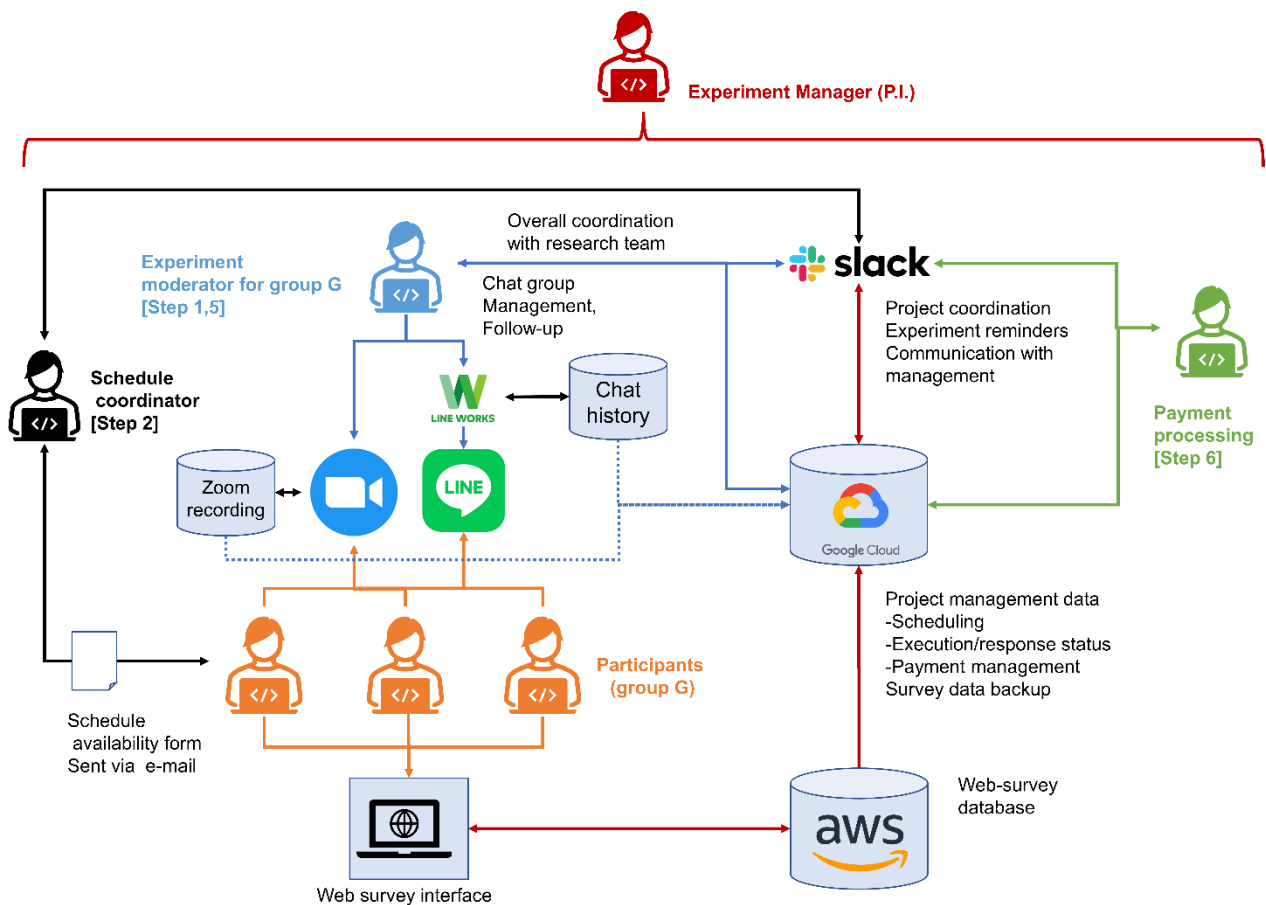 Experiment Manager (P.I.)
Overall coordination
with research team
slack
Experiment
moderator for group G
[Step 1,5]
</>
Chat group
Management,
Follow-up
Project coordination
Experiment reminders
Communication with
management
</>
Schedule
coordinator
[Step 2]
</>
LINE WORKS
Chat
history
Payment
processing
[Step 6]
</>
Zoom
recording
LINE
Google Cloud
Project management data
-Scheduling
-Execution/response status
-Payment management
Survey data backup
Participants
(group G)
</>
</>
</>
Schedule
availability form
Sent via e-mail
Web-survey
database
aws
Web survey interface
</>